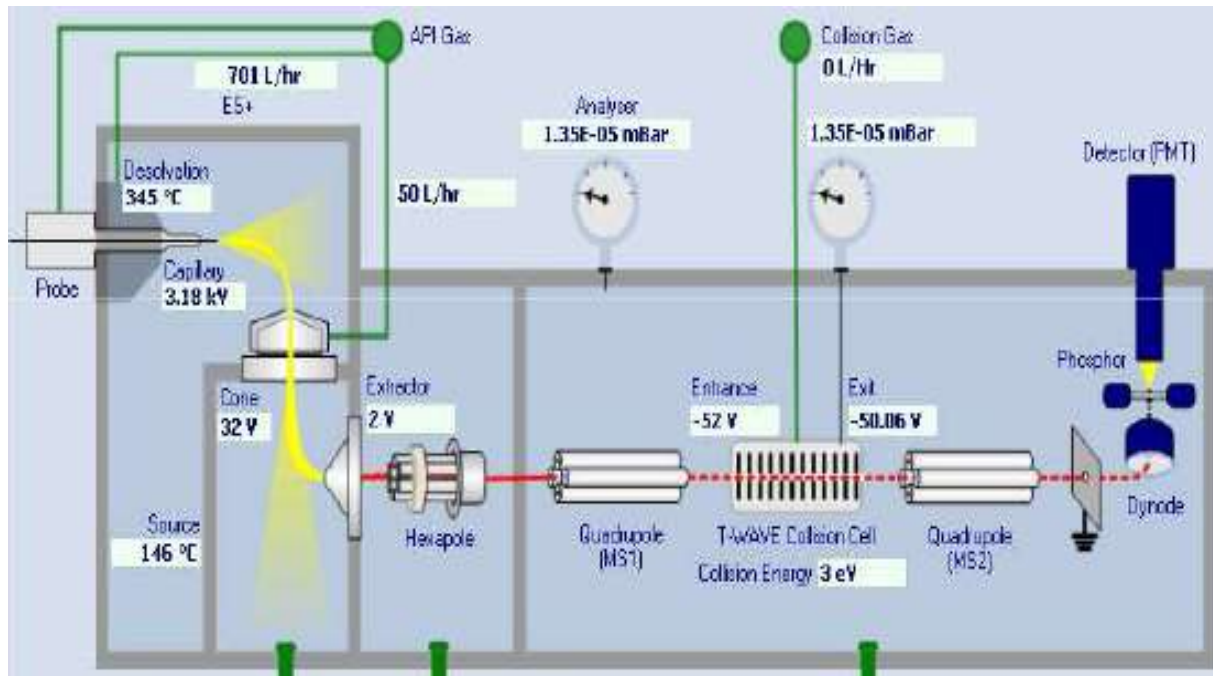 API Gas
701 L/hr
ES+
Collision Gas
0 L/Hr
Analyser
1.35E-05 mBar
1.35E-05 mBar
Detector (PMT)
Desolvation
345 °C
50 L/hr
Probe
Capillary
3.18 kV
Phosphor
Cone
32 V
Extractor
2 V
Entrance
-52 V
Exit
-50.06 V
Source
146 °C
Hexapole
Quadrupole
(MS1)
T-WAVE Collision Cell
Collision Energy 3 eV
Quadrupole
(MS2)
Dynode